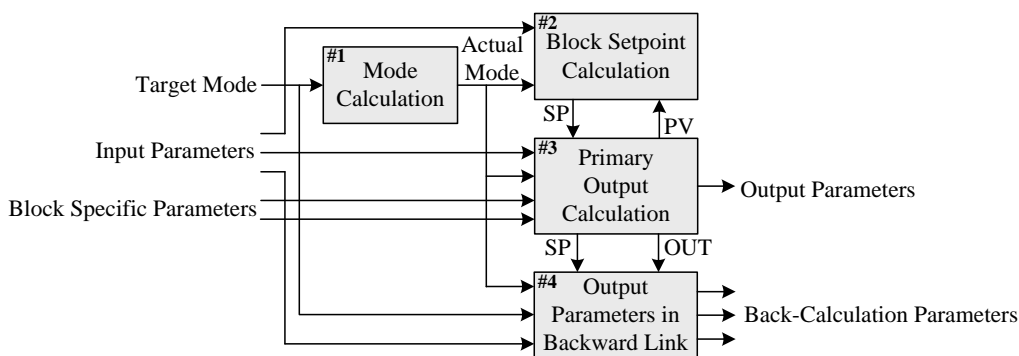 #2
Block Setpoint
Calculation
#1
Mode
Calculation
Actual
Mode
Target Mode
SP
PV
Input Parameters
#3
Primary
Output
Calculation
Output Parameters
Block Specific Parameters
SP
OUT
#4
Output
Parameters in
Backward Link
Back-Calculation Parameters